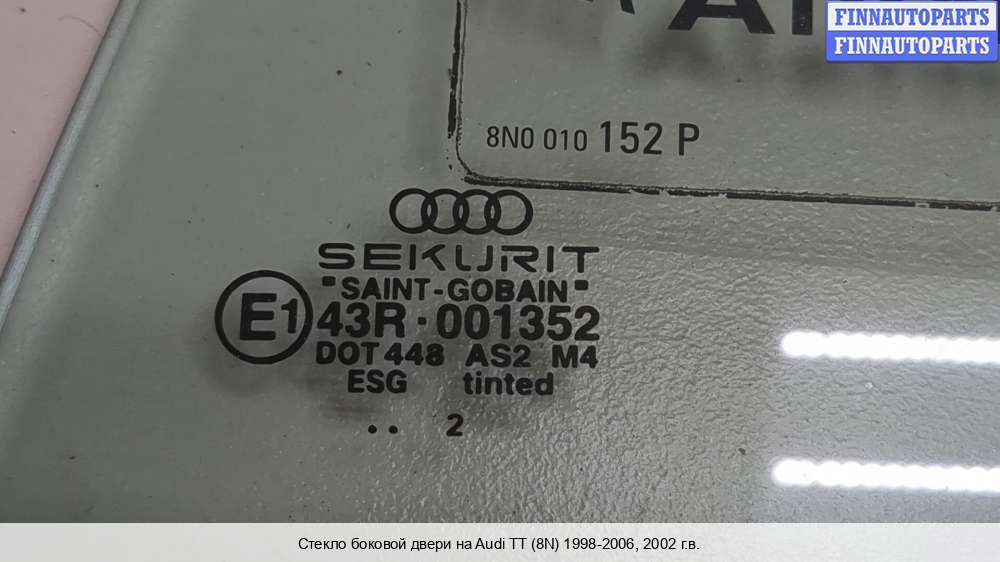 FINNAUTOPARTS
FINNAUTOPARTS
8N0 010 152 P
SEKURIT
"SAINT-GOBAIN"
E1 43R·001352
DOT 448 AS2 M4
ESG tinted
.. 2
Стекло боковой двери на Audi TT (8N) 1998-2006, 2002 г.в.